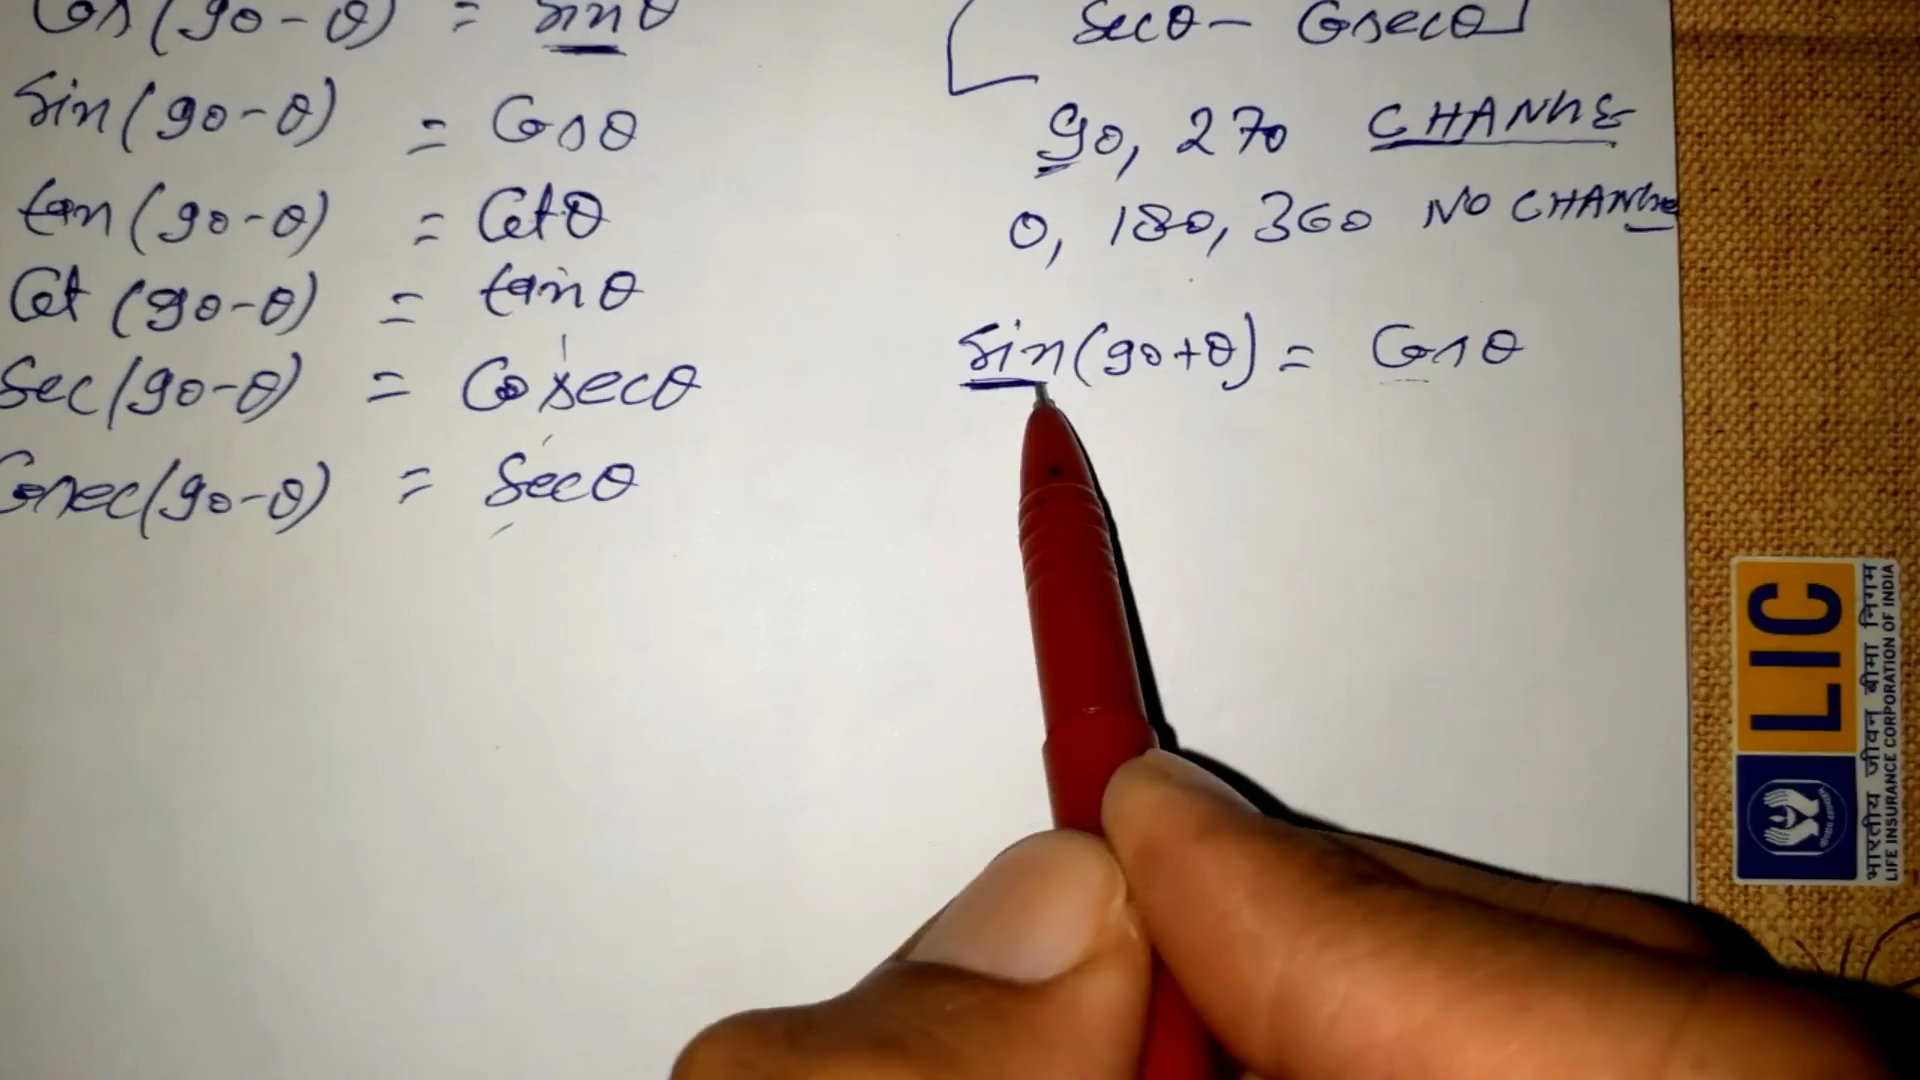 Cos(90-θ) = sinθ
Sin(90-θ) = Cosθ
tan(90-θ) = Cotθ
Cot(90-θ) = tanθ
Sec(90-θ) = Cosecθ
Cosec(90-θ) = Secθ
Secθ - Cosecθ
90, 270 CHANGE
0, 180, 360 NO CHANGE
Sin(90+θ) = Cosθ
LIC
भारतीय जीवन बीमा निगम
LIFE INSURANCE CORPORATION OF INDIA